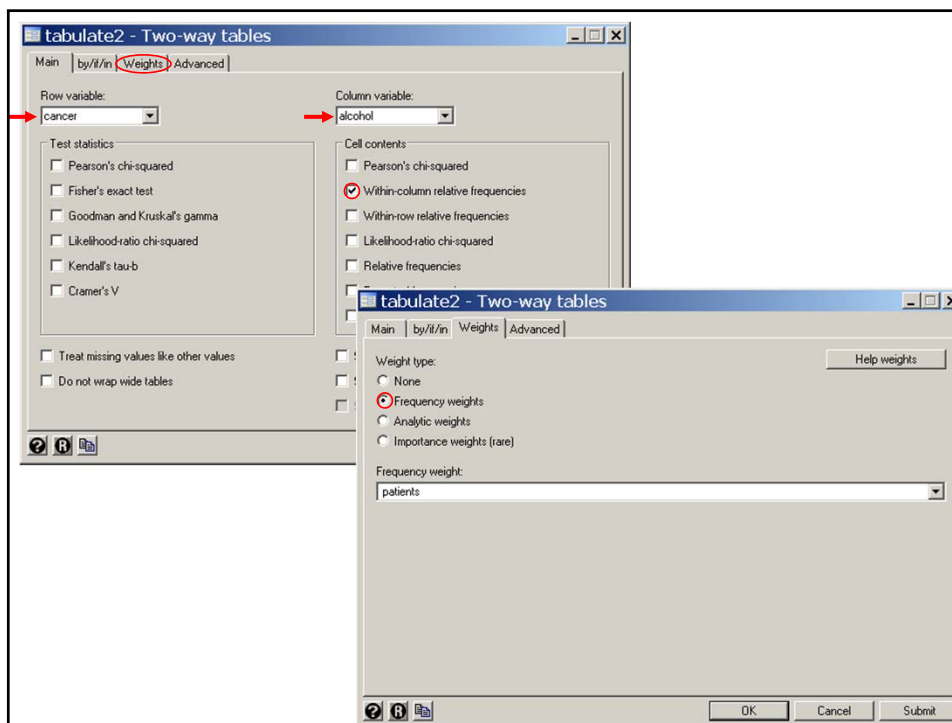 tabulate2 - Two-way tables
Main by/if/in Weights Advanced
Row variable: Column variable:
cancer alcohol
Test statistics Cell contents
Pearson's chi-squared Pearson's chi-squared
Fisher's exact test Within-column relative frequencies
Goodman and Kruskal's gamma Within-row relative frequencies
Likelihood-ratio chi-squared Likelihood-ratio chi-squared
Kendall's tau-b Relative frequencies
Cramer's V
Treat missing values like other values
Do not wrap wide tables
tabulate2 - Two-way tables
Main by/if/in Weights Advanced
Weight type: Help weights
None
Frequency weights
Analytic weights
Importance weights (rare)
Frequency weight:
patients
OK Cancel Submit